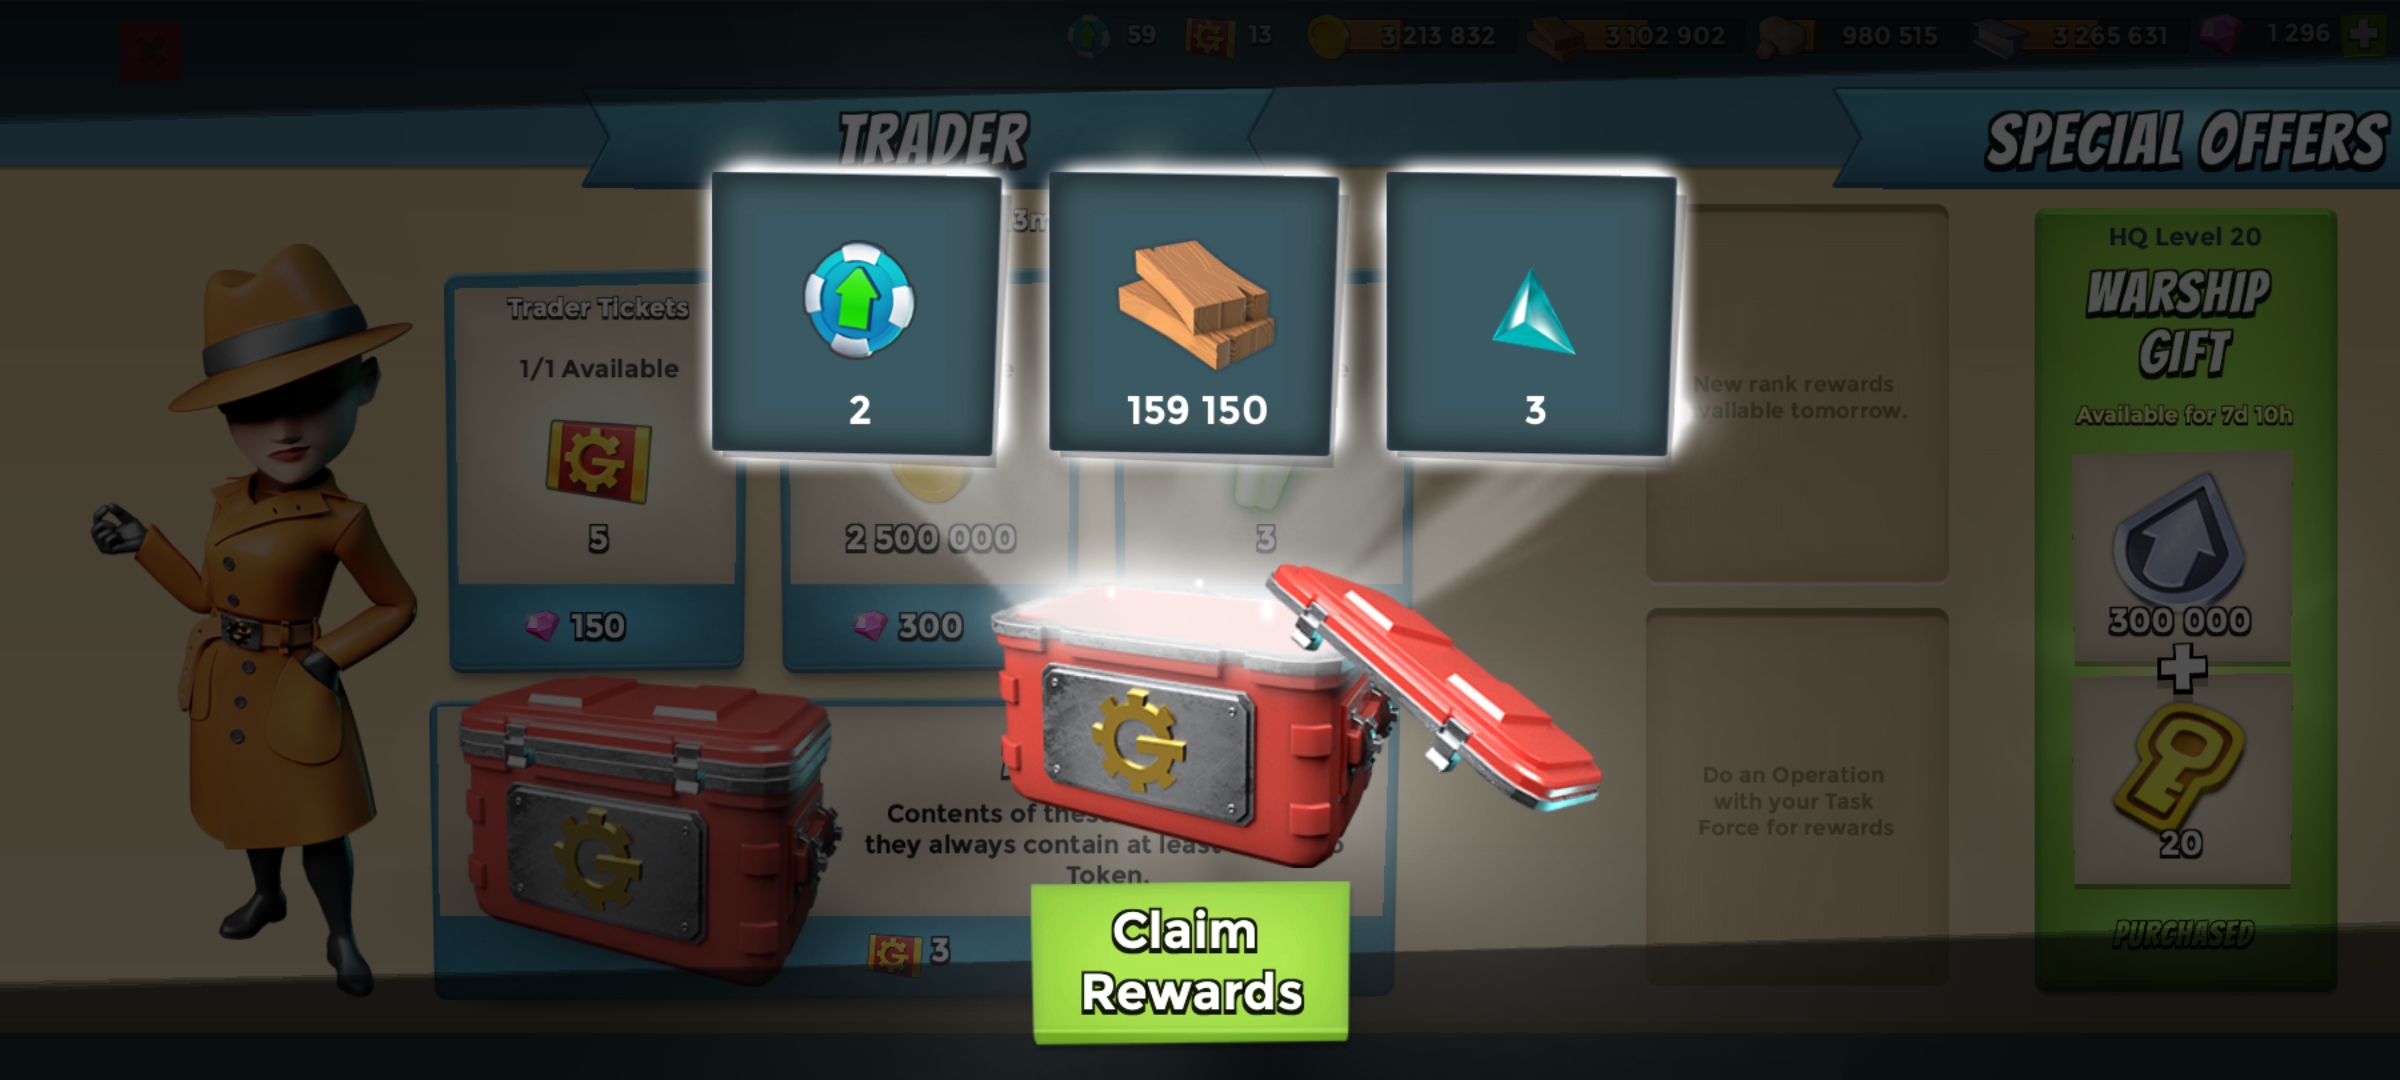 59
13
3 213 832
3 102 902
980 515
3 265 631
1 296
TRADER
SPECIAL OFFERS
2
159 150
3
Trader Tickets
1/1 Available
5
150
2 500 000
300
3
New rank rewards
available tomorrow.
Do an Operation
with your Task
Force for rewards
HQ Level 20
WARSHIP
GIFT
Available for 7d 10h
300 000
20
PURCHASED
Contents of these
they always contain at least
Token.
3
Claim
Rewards